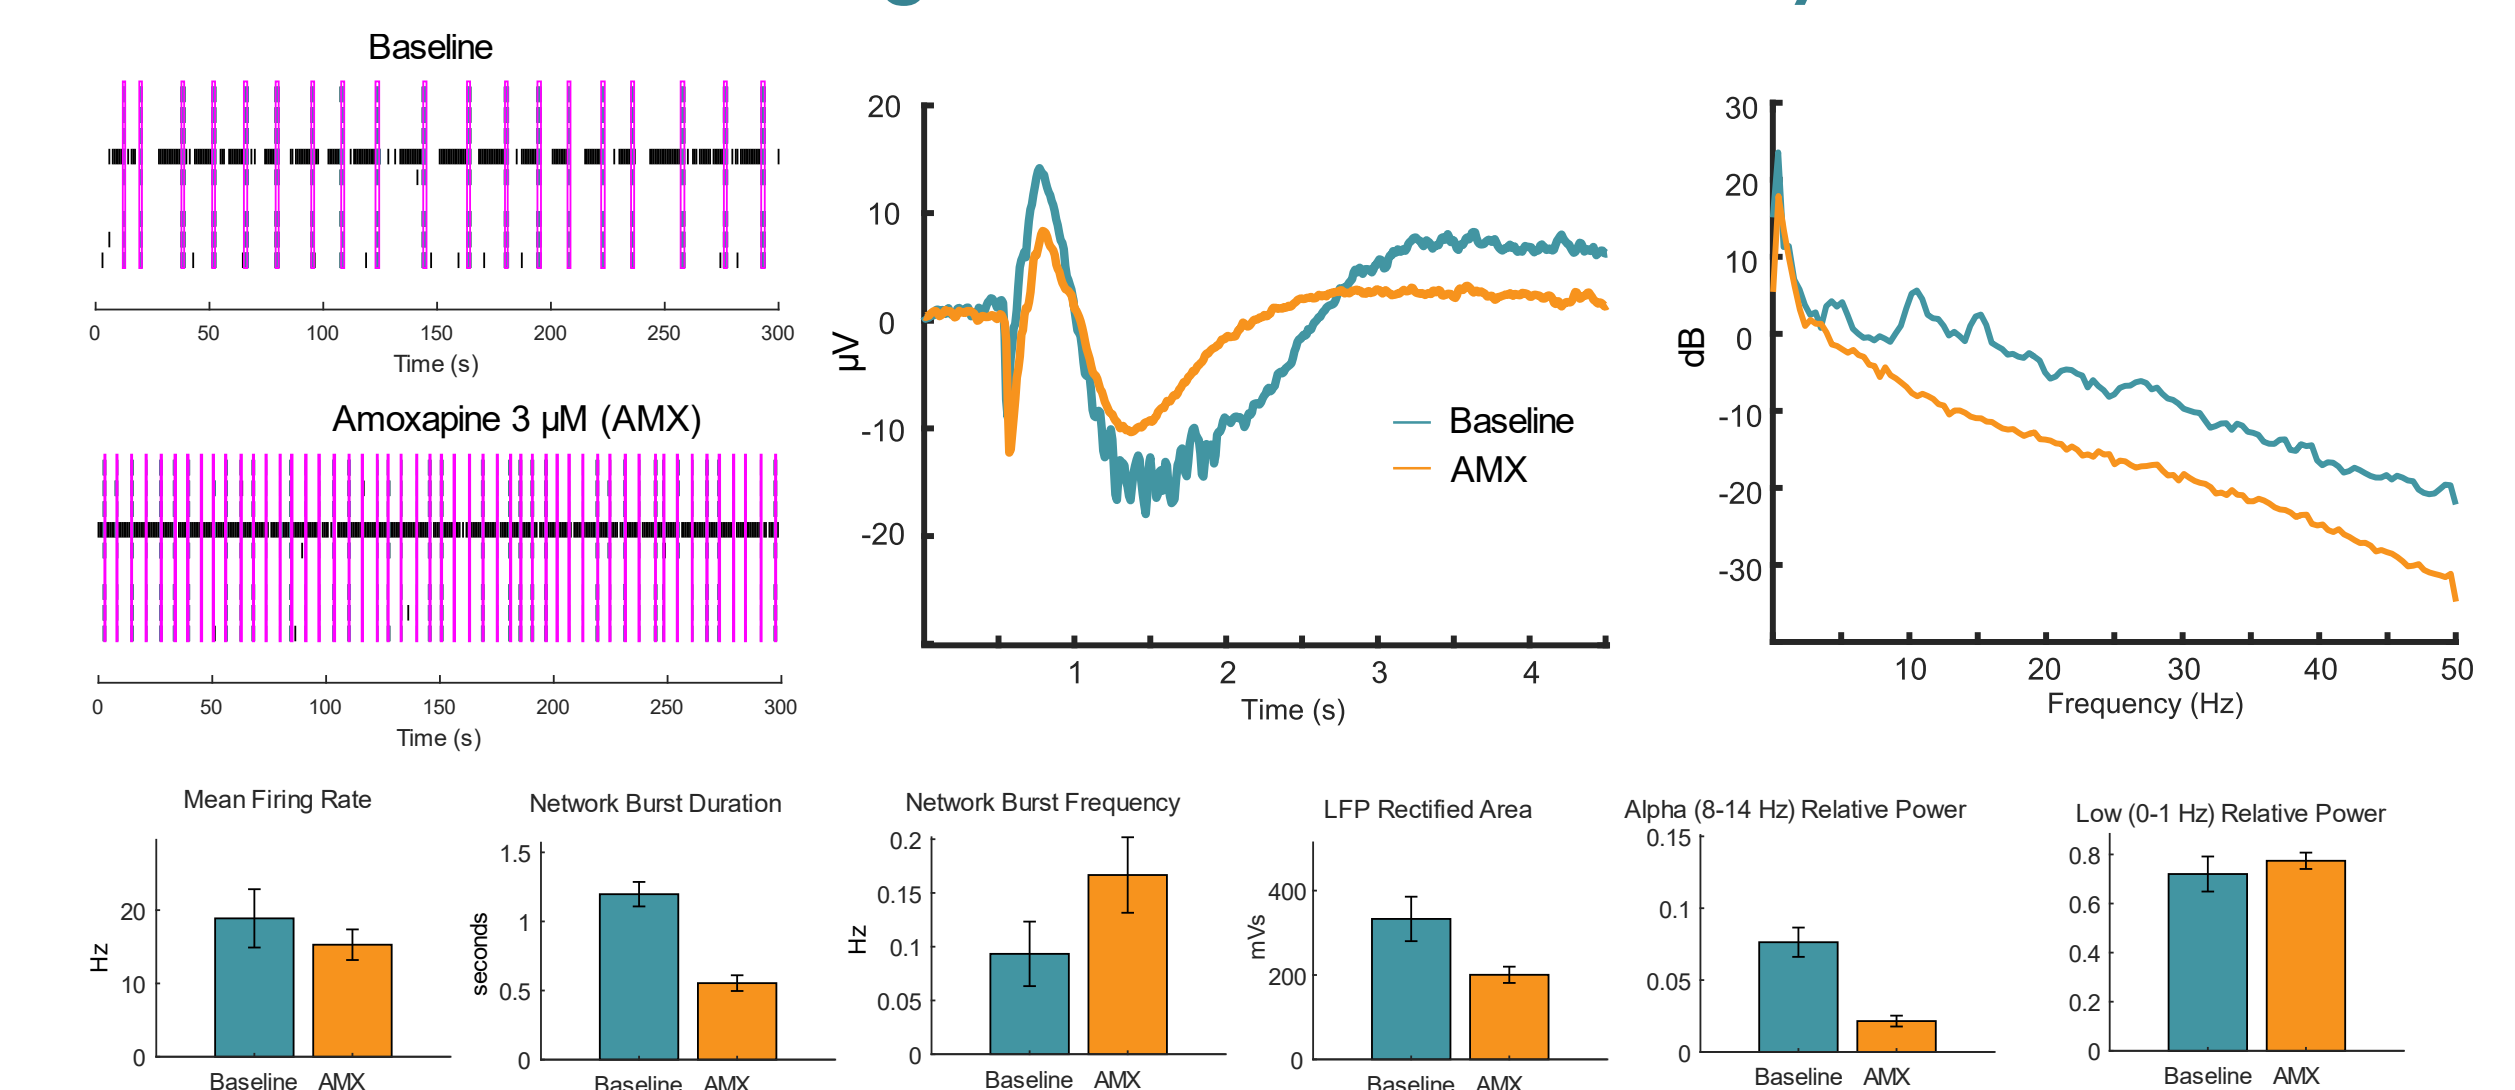 Baseline
0 50 100 150 200 250 300
Time (s)
Amoxapine 3 µM (AMX)
0 50 100 150 200 250 300
Time (s)
20
10
0
-10
-20
µV
1 2 3 4
Time (s)
Baseline
AMX
30
20
10
0
-10
-20
-30
dB
10 20 30 40 50
Frequency (Hz)
Mean Firing Rate
20
10
0
Hz
Baseline AMX
Network Burst Duration
1.5
1
0.5
0
seconds
Baseline AMX
Network Burst Frequency
0.2
0.15
0.1
0.05
0
Hz
Baseline AMX
LFP Rectified Area
400
200
0
mVs
Baseline AMX
Alpha (8-14 Hz) Relative Power
0.15
0.1
0.05
0
Baseline AMX
Low (0-1 Hz) Relative Power
0.8
0.6
0.4
0.2
0
Baseline AMX